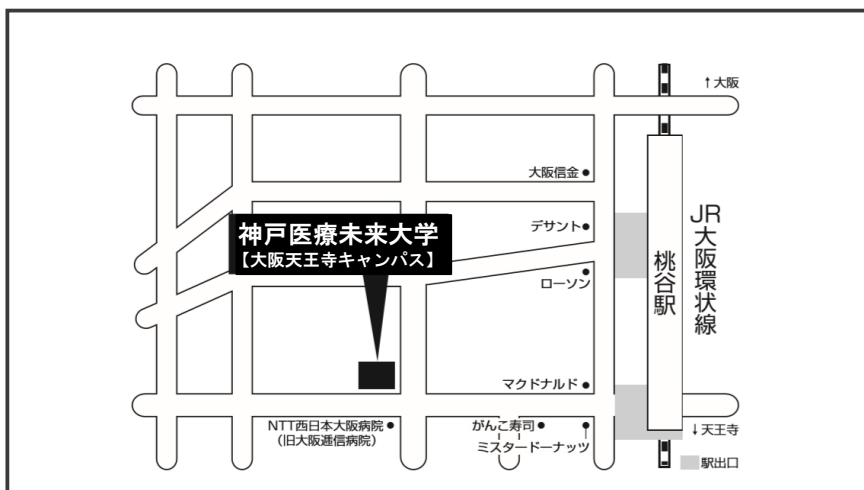 ↑大阪
大阪信金
デサント
神戸医療未来大学
【大阪天王寺キャンパス】
ローソン
桃谷駅
JR大阪環状線
マクドナルド
NTT西日本大阪病院
(旧大阪逓信病院)
がんこ寿司
ミスタードーナッツ
↓天王寺
駅出口